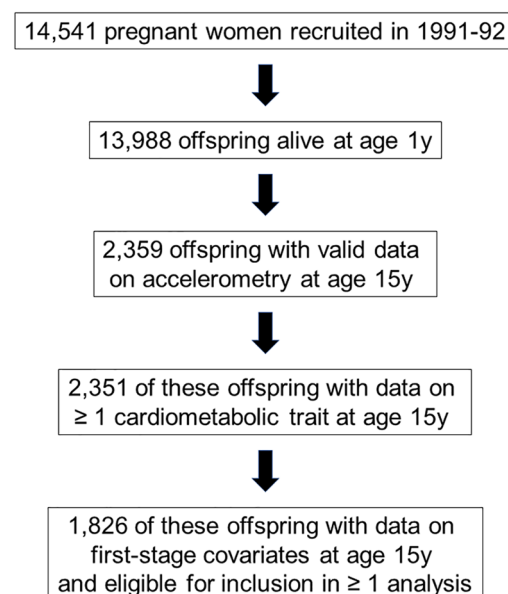 14,541 pregnant women recruited in 1991-92
13,988 offspring alive at age 1y
2,359 offspring with valid data
on accelerometry at age 15y
2,351 of these offspring with data on
≥ 1 cardiometabolic trait at age 15y
1,826 of these offspring with data on
first-stage covariates at age 15y
and eligible for inclusion in ≥ 1 analysis